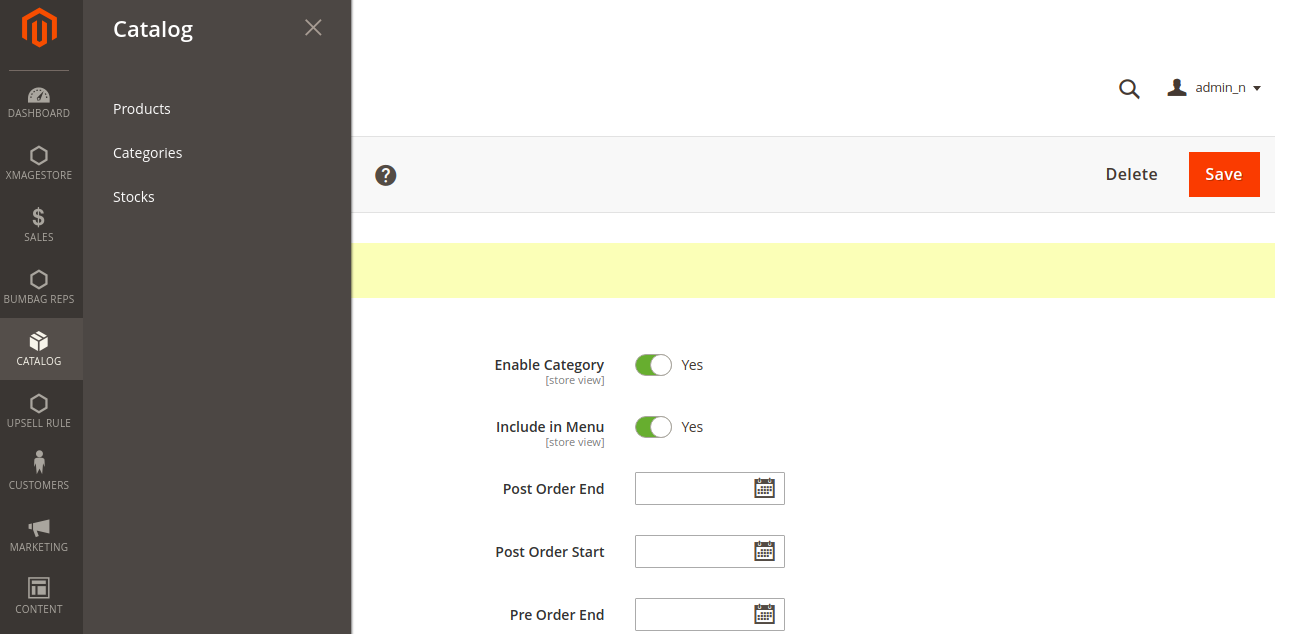 Catalog
Products
Categories
Stocks
DASHBOARD
XMAGESTORE
$
SALES
BUMBAG REPS
CATALOG
UPSELL RULE
CUSTOMERS
MARKETING
CONTENT
admin_n
?
Delete
Save
Enable Category
Yes
[store view]
Include in Menu
Yes
[store view]
Post Order End
Post Order Start
Pre Order End